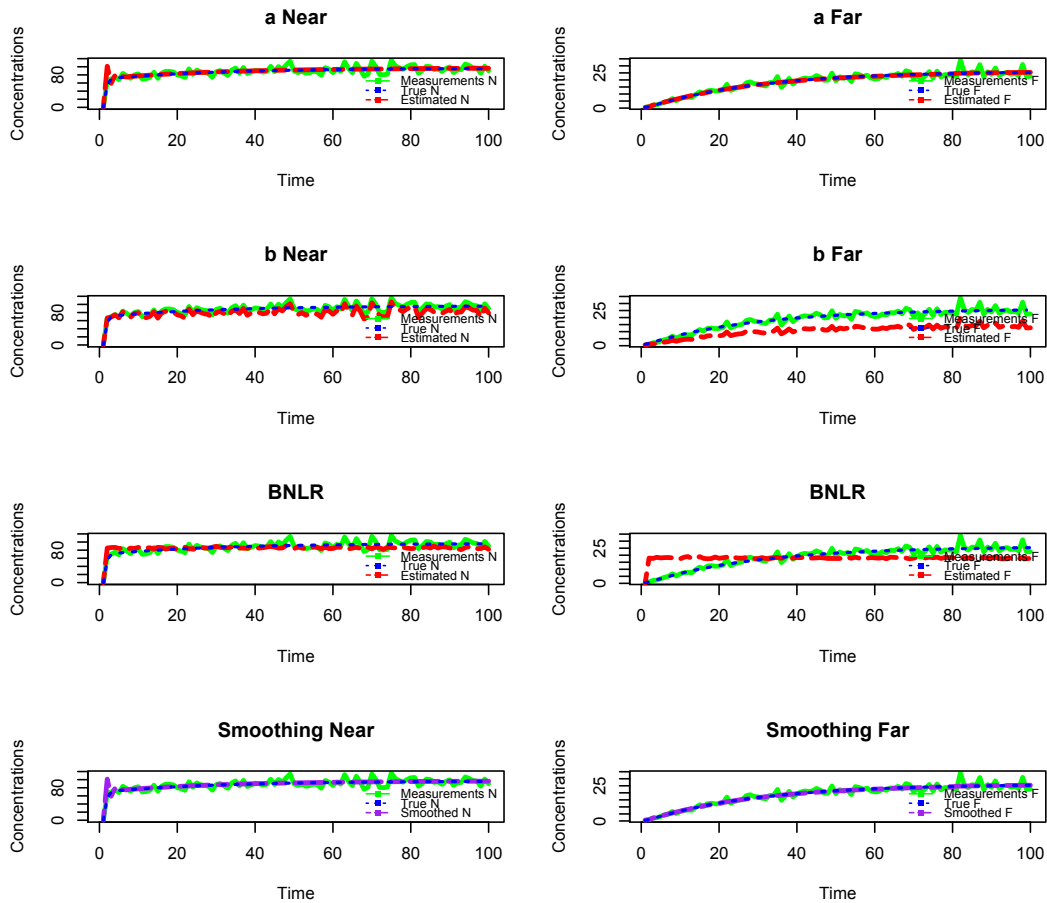 a Near
Concentrations
0 80
Measurements N
True N
Estimated N
0 20 40 60 80 100
Time
a Far
Concentrations
0 25
Measurements F
True F
Estimated F
0 20 40 60 80 100
Time
b Near
Concentrations
0 80
Measurements N
True N
Estimated N
0 20 40 60 80 100
Time
b Far
Concentrations
0 25
Measurements F
True F
Estimated F
0 20 40 60 80 100
Time
BNLR
Concentrations
0 80
Measurements N
True N
Estimated N
0 20 40 60 80 100
Time
BNLR
Concentrations
0 25
Measurements F
True F
Estimated F
0 20 40 60 80 100
Time
Smoothing Near
Concentrations
0 80
Measurements N
True N
Smoothed N
0 20 40 60 80 100
Time
Smoothing Far
Concentrations
0 25
Measurements F
True F
Smoothed F
0 20 40 60 80 100
Time